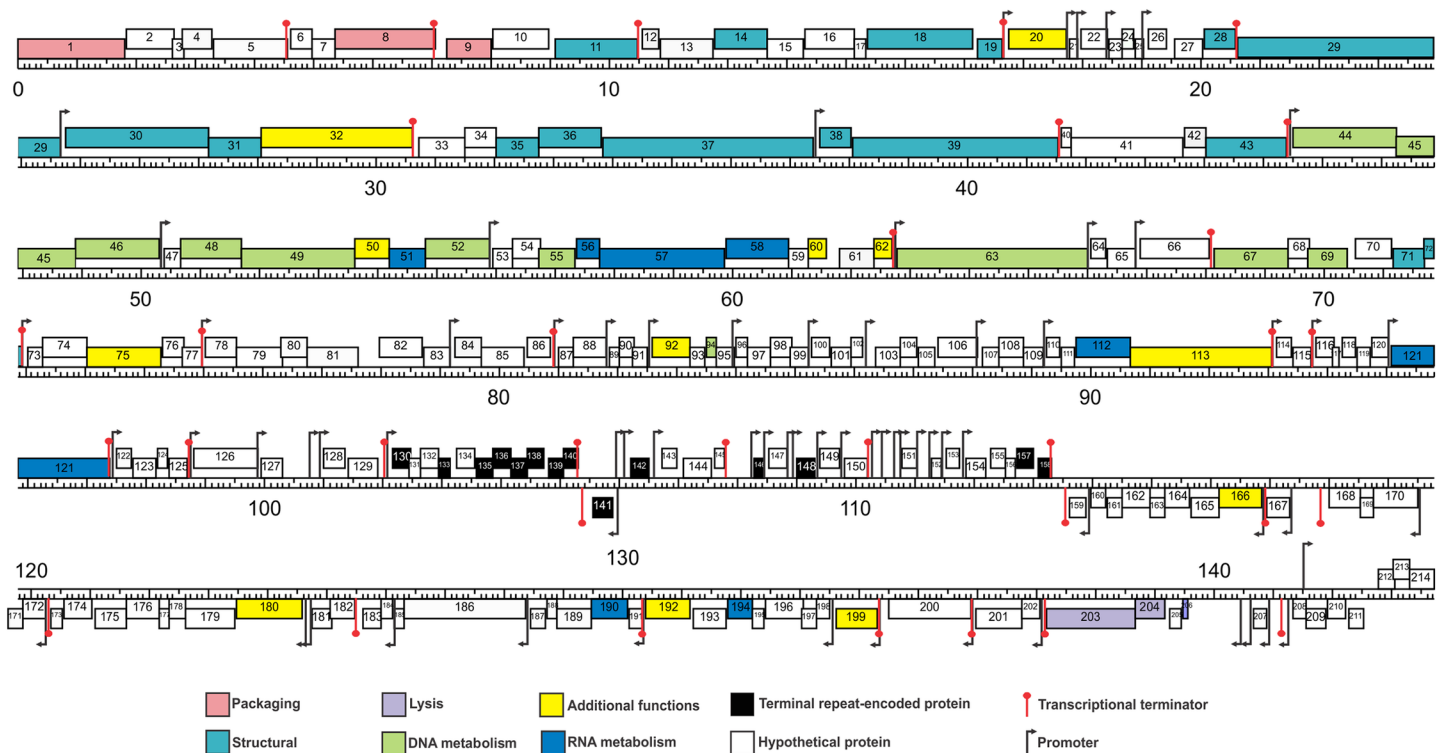 1 2 3 4 5 6 7 8 9 10 11 12 13 14 15 16 17 18 19 20 21 22 23 24 25 26 27 28 29
0 10 20
29 30 31 32 33 34 35 36 37 38 39 40 41 42 43 44 45
30 40
45 46 47 48 49 50 51 52 53 54 55 56 57 58 59 60 61 62 63 64 65 66 67 68 69 70 71 72
50 60 70
73 74 75 76 77 78 79 80 81 82 83 84 85 86 87 88 89 90 91 92 93 94 95 96 97 98 99 100 101 102 103 104 105 106 107 108 109 110 111 112 113 114 115 116 118 119 120 121
80 90
121 122 123 124 125 126 127 128 129 130 131 132 133 134 135 136 137 138 139 140 142 143 144 145 147 148 149 150 151 152 153 154 155 156 157 158
141 159 160 161 162 163 164 165 166 167 168 169 170
100 110
120 130 140
212 213 214
171 172 173 174 175 176 178 179 180 181 182 183 185 186 187 189 190 191 192 193 194 195 196 197 198 199 200 201 202 203 204 205 206 207 208 209 210 211
Packaging Lysis Additional functions Terminal repeat-encoded protein Transcriptional terminator
Structural DNA metabolism RNA metabolism Hypothetical protein Promoter